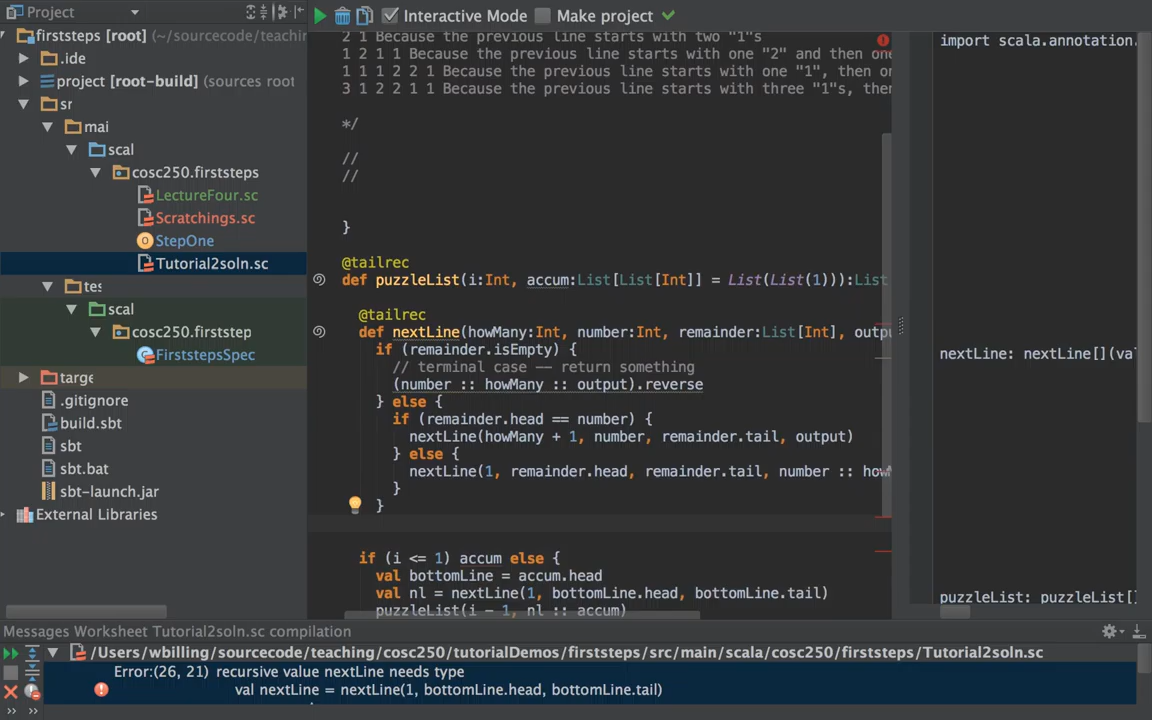 Project
firststeps [root] (~/sourcecode/teachin
.ide
project [root-build] (sources root
sr
mai
scal
cosc250.firststeps
LectureFour.sc
Scratchings.sc
StepOne
Tutorial2soln.sc
tes
scal
cosc250.firststep
FirststepsSpec
targe
.gitignore
build.sbt
sbt
sbt.bat
sbt-launch.jar
External Libraries
Interactive Mode Make project
2 1 Because the previous line starts with two "1"s
1 2 1 1 Because the previous line starts with one "2" and then one
1 1 1 2 2 1 Because the previous line starts with one "1", then on
3 1 2 2 1 1 Because the previous line starts with three "1"s, then
*/
//
//
}
@tailrec
def puzzleList(i:Int, accum:List[List[Int]] = List(List(1))):List
@tailrec
def nextLine(howMany:Int, number:Int, remainder:List[Int], outpu
if (remainder.isEmpty) {
// terminal case -- return something
(number :: howMany :: output).reverse
} else {
if (remainder.head == number) {
nextLine(howMany + 1, number, remainder.tail, output)
} else {
nextLine(1, remainder.head, remainder.tail, number :: how
}
}
if (i <= 1) accum else {
val bottomLine = accum.head
val nl = nextLine(1, bottomLine.head, bottomLine.tail)
puzzleList(i - 1, nl :: accum)
import scala.annotation.
nextLine: nextLine[](val
puzzleList: puzzleList[]
Messages Worksheet Tutorial2soln.sc compilation
/Users/wbilling/sourcecode/teaching/cosc250/tutorialDemos/firststeps/src/main/scala/cosc250/firststeps/Tutorial2soln.sc
Error:(26, 21) recursive value nextLine needs type
val nextLine = nextLine(1, bottomLine.head, bottomLine.tail)